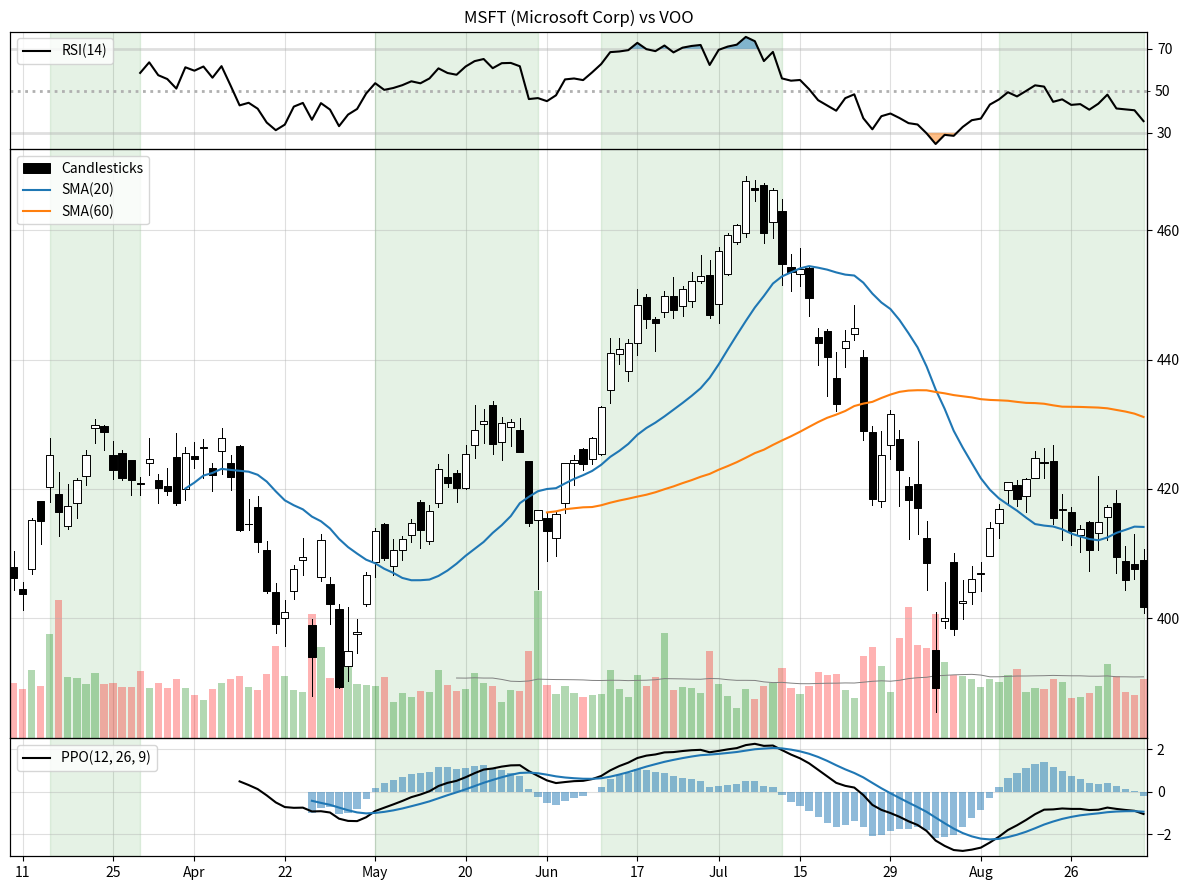 MSFT (Microsoft Corp) vs VOO
RSI(14)
70
50
30
Candlesticks
SMA(20)
SMA(60)
460
440
420
400
PPO(12, 26, 9)
2
0
−2
11 25 Apr 22 May 20 Jun 17 Jul 15 29 Aug 26